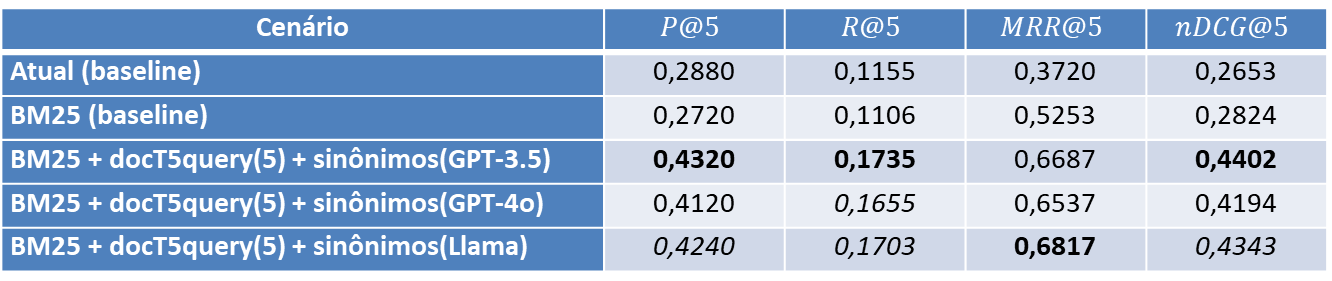 Cenário P@5 R@5 MRR@5 nDCG@5
Atual (baseline) 0,2880 0,1155 0,3720 0,2653
BM25 (baseline) 0,2720 0,1106 0,5253 0,2824
BM25 + docT5query(5) + sinônimos(GPT-3.5) 0,4320 0,1735 0,6687 0,4402
BM25 + docT5query(5) + sinônimos(GPT-4o) 0,4120 0,1655 0,6537 0,4194
BM25 + docT5query(5) + sinônimos(Llama) 0,4240 0,1703 0,6817 0,4343